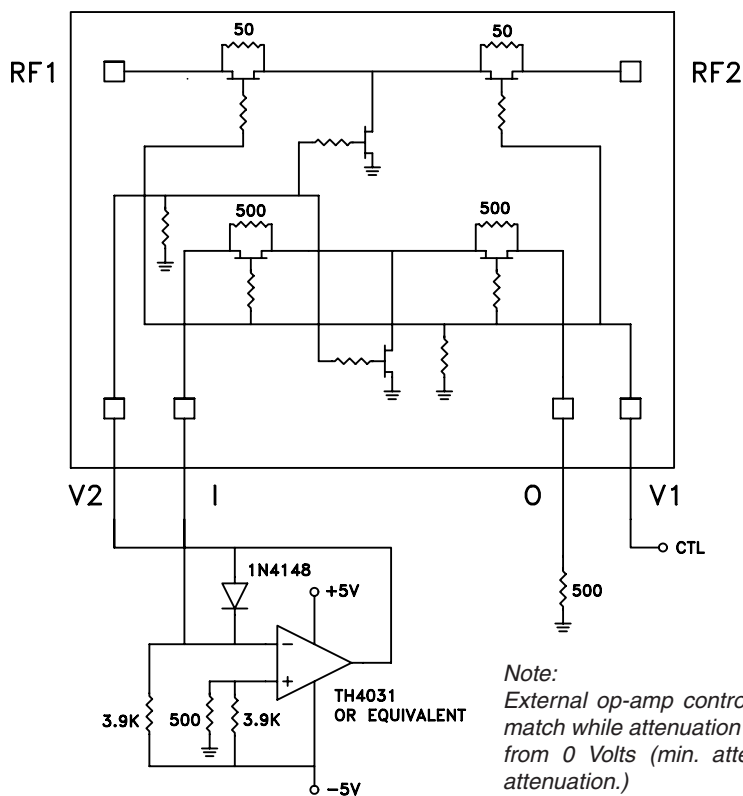 50
50
RF1
RF2
500
500
V2
I
O
V1
CTL
1N4148
+5V
500
−
+
TH4031
OR EQUIVALENT
3.9K
500
3.9K
−5V
Note:
External op-amp control
match while attenuation
from 0 Volts (min. atte
attenuation.)